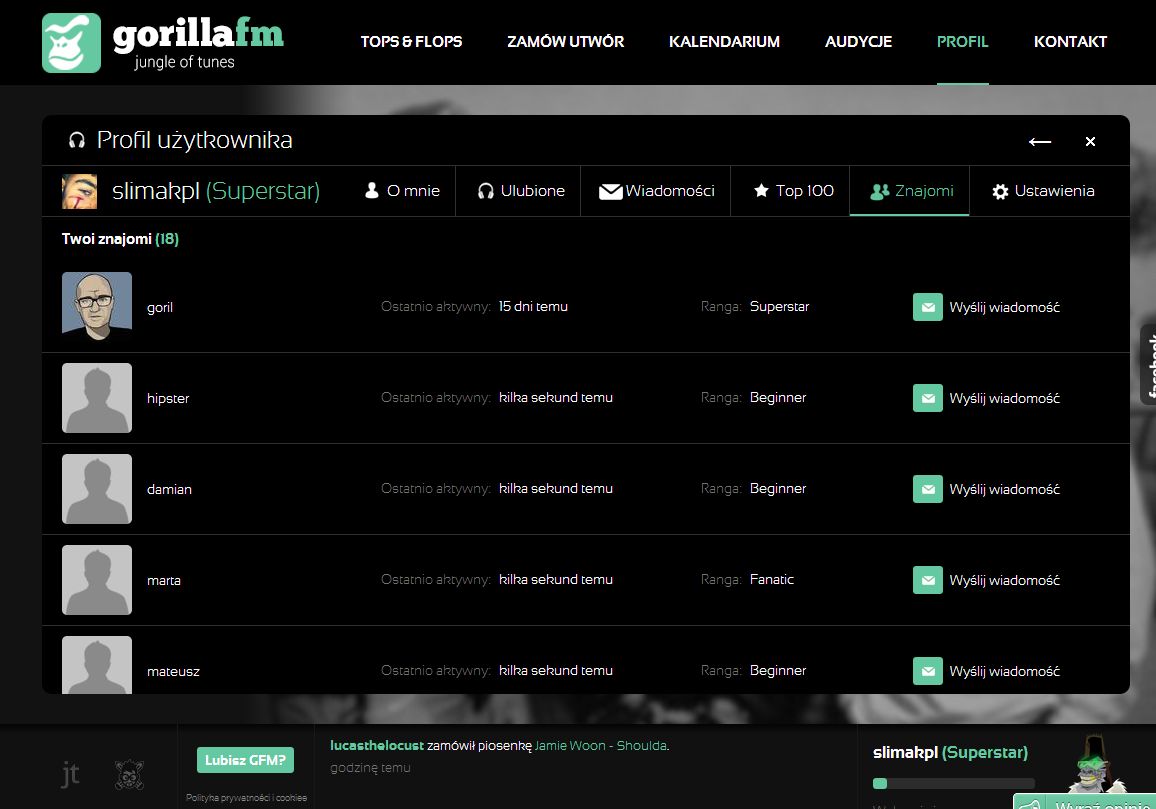 gorillafm
jungle of tunes
TOPS & FLOPS ZAMÓW UTWÓR KALENDARIUM AUDYCJE PROFIL KONTAKT
Profil użytkownika
slimakpl (Superstar) O mnie Ulubione Wiadomości Top 100 Znajomi Ustawienia
Twoi znajomi (18)
goril Ostatnio aktywny: 15 dni temu Ranga: Superstar Wyślij wiadomość
facebook
hipster Ostatnio aktywny: kilka sekund temu Ranga: Beginner Wyślij wiadomość
damian Ostatnio aktywny: kilka sekund temu Ranga: Beginner Wyślij wiadomość
marta Ostatnio aktywny: kilka sekund temu Ranga: Fanatic Wyślij wiadomość
mateusz Ostatnio aktywny: kilka sekund temu Ranga: Beginner Wyślij wiadomość
jt
Lubisz GFM?
Polityka prywatności i cookies
lucasthelocust zamówił piosenkę Jamie Woon - Shoulda.
godzinę temu
slimakpl (Superstar)
Wyraź opinię